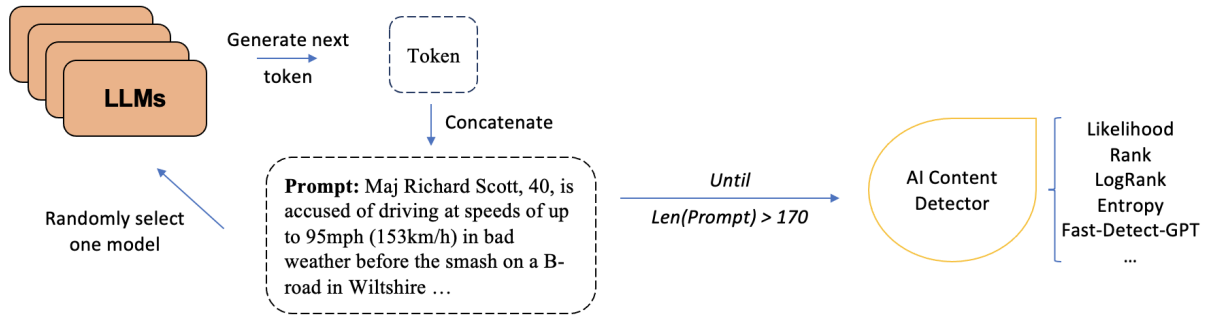 LLMs
Generate next
token
Token
Concatenate
Randomly select
one model
Prompt: Maj Richard Scott, 40, is
accused of driving at speeds of up
to 95mph (153km/h) in bad
weather before the smash on a B-
road in Wiltshire …
Until
Len(Prompt) > 170
AI Content
Detector
Likelihood
Rank
LogRank
Entropy
Fast-Detect-GPT
…